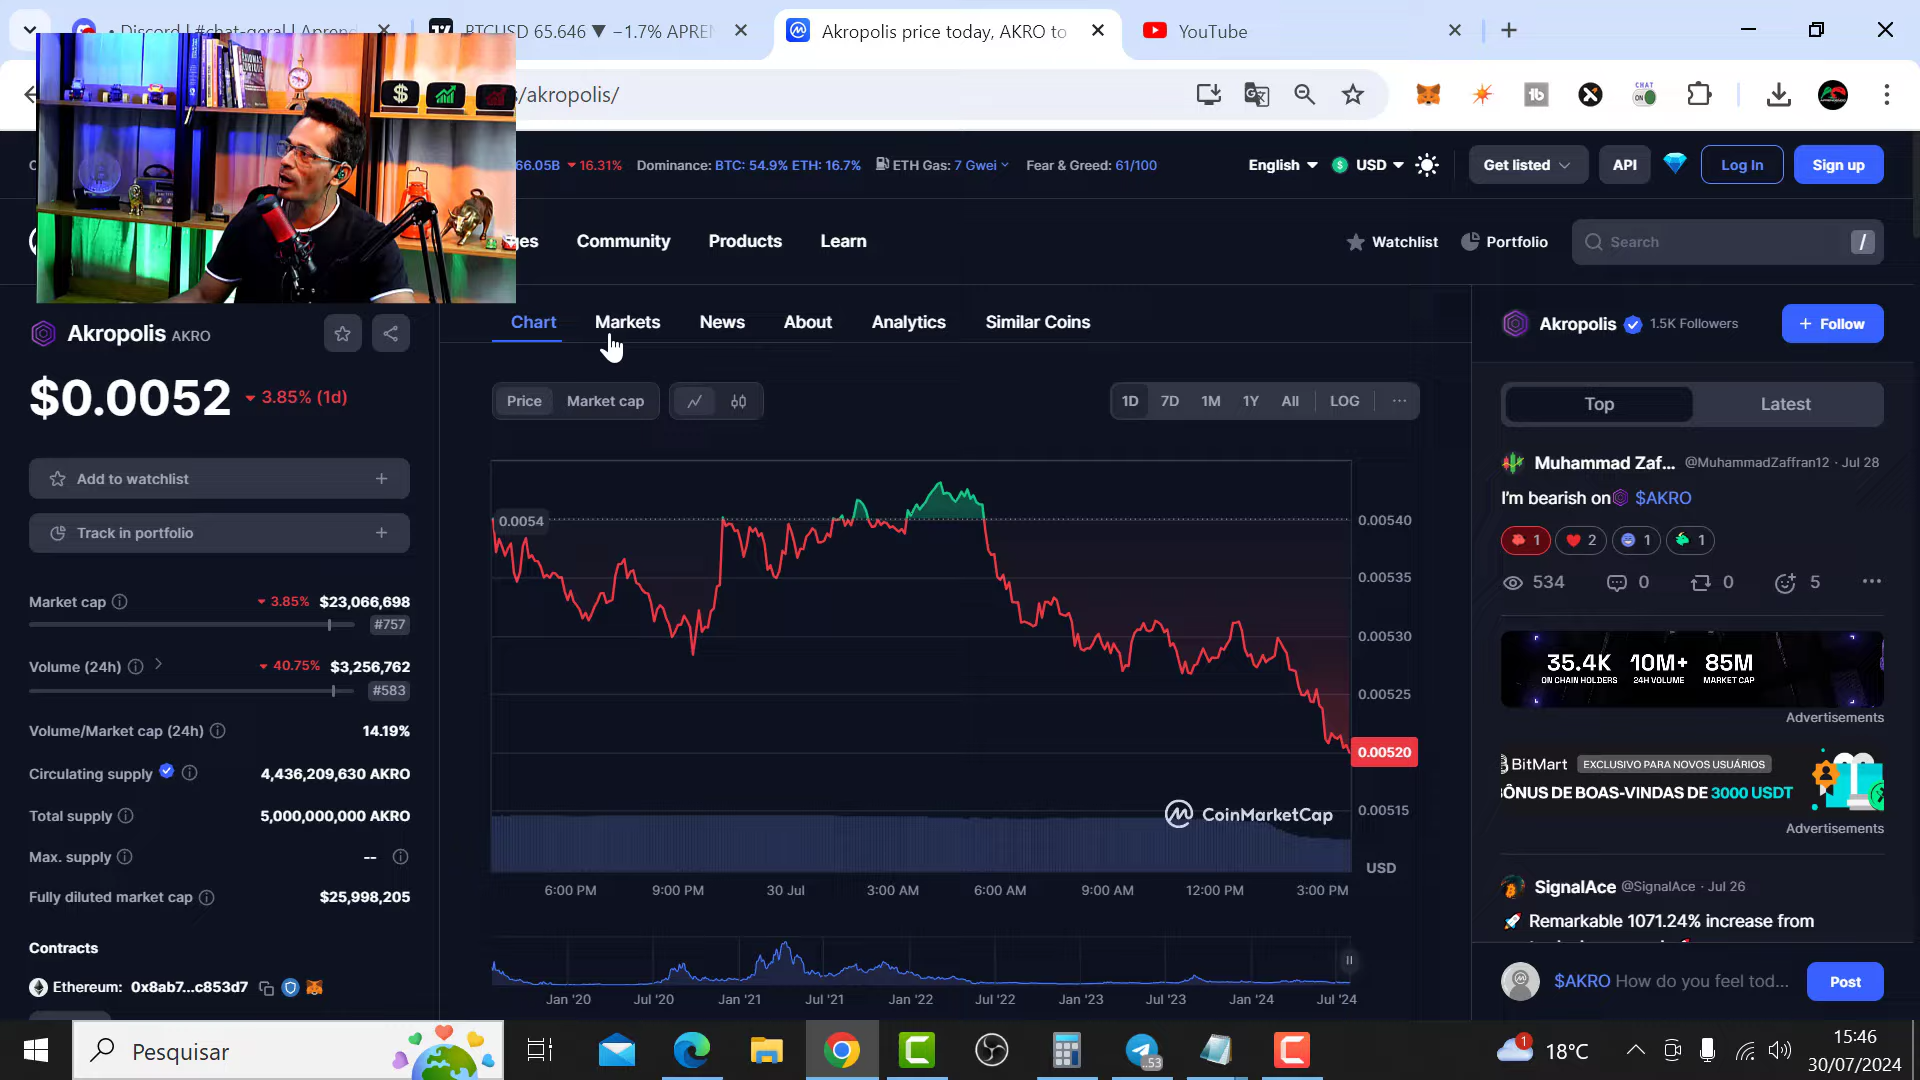 Discord | #chat-geral | Aprend
BTCUSD 65.646 ▼ −1.7% APREN
Akropolis price today, AKRO to
YouTube
/akropolis/
66.05B 16.31% Dominance: BTC: 54.9% ETH: 16.7% ETH Gas: 7 Gwei Fear & Greed: 61/100
English USD Get listed API Log In Sign up
Community Products Learn
Watchlist Portfolio Search /
Akropolis AKRO
$0.0052 3.85% (1d)
Add to watchlist +
Track in portfolio +
Market cap 3.85% $23,066,698
#757
Volume (24h) 40.75% $3,256,762
#583
Volume/Market cap (24h) 14.19%
Circulating supply 4,436,209,630 AKRO
Total supply 5,000,000,000 AKRO
Max. supply --
Fully diluted market cap $25,998,205
Contracts
Ethereum: 0x8ab7...c853d7
Chart Markets News About Analytics Similar Coins
Price Market cap
1D 7D 1M 1Y All LOG ...
0.0054
0.00540
0.00535
0.00530
0.00525
0.00520
0.00515
CoinMarketCap
USD
6:00 PM 9:00 PM 30 Jul 3:00 AM 6:00 AM 9:00 AM 12:00 PM 3:00 PM
Jan '20 Jul '20 Jan '21 Jul '21 Jan '22 Jul '22 Jan '23 Jul '23 Jan '24 Jul '24
Akropolis 1.5K Followers + Follow
Top Latest
Muhammad Zaf... @MuhammadZaffran12 · Jul 28
I'm bearish on $AKRO
1 2 1 1
534 0 0 5 ...
35.4K 10M+ 85M
ON CHAIN HOLDERS 24H VOLUME MARKET CAP
Advertisements
BitMart EXCLUSIVO PARA NOVOS USUÁRIOS
BÔNUS DE BOAS-VINDAS DE 3000 USDT
Advertisements
SignalAce @SignalAce · Jul 26
Remarkable 1071.24% increase from
$AKRO How do you feel tod... Post
Pesquisar
..53
1 18°C
15:46
30/07/2024